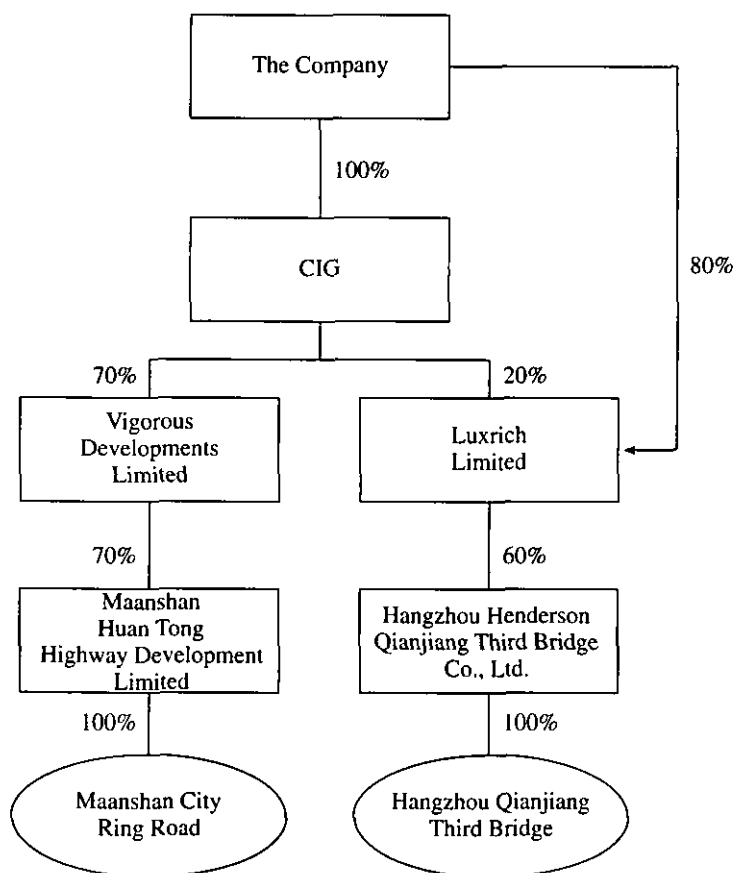 The Company
100%
CIG
80%
70%
20%
Vigorous
Developments
Limited
Luxrich
Limited
70%
60%
Maanshan
Huan Tong
Highway Development
Limited
Hangzhou Henderson
Qianjiang Third Bridge
Co., Ltd.
100%
100%
Maanshan City
Ring Road
Hangzhou Qianjiang
Third Bridge